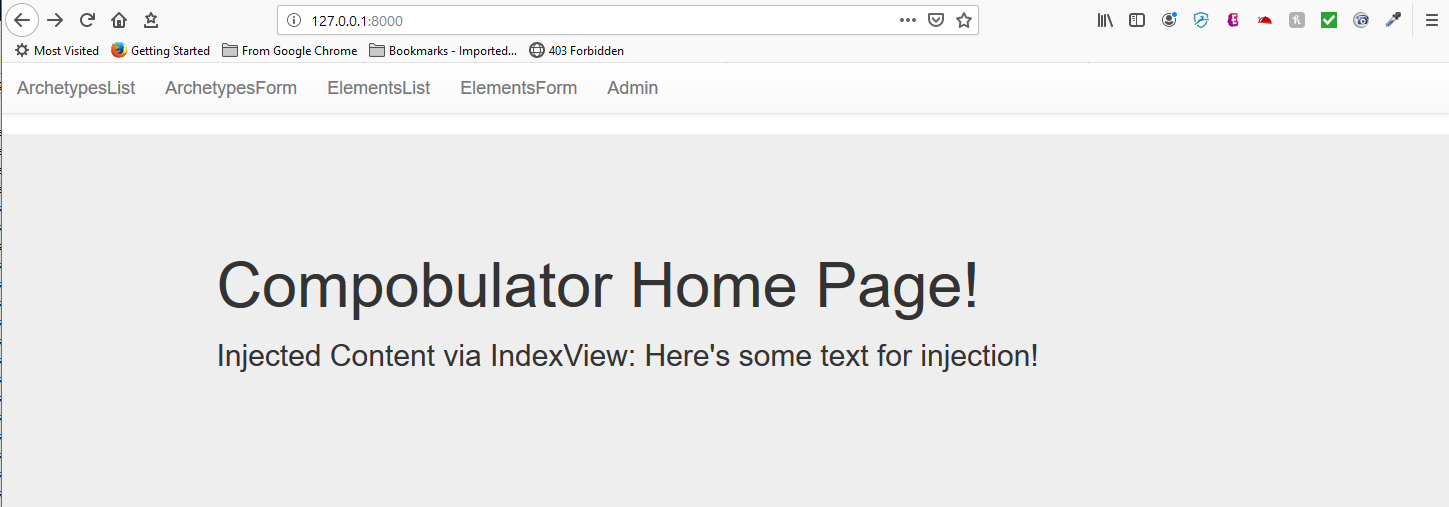 127.0.0.1:8000
Most Visited Getting Started From Google Chrome Bookmarks - Imported... 403 Forbidden
ArchetypesList ArchetypesForm ElementsList ElementsForm Admin
Compobulator Home Page!
Injected Content via IndexView: Here's some text for injection!